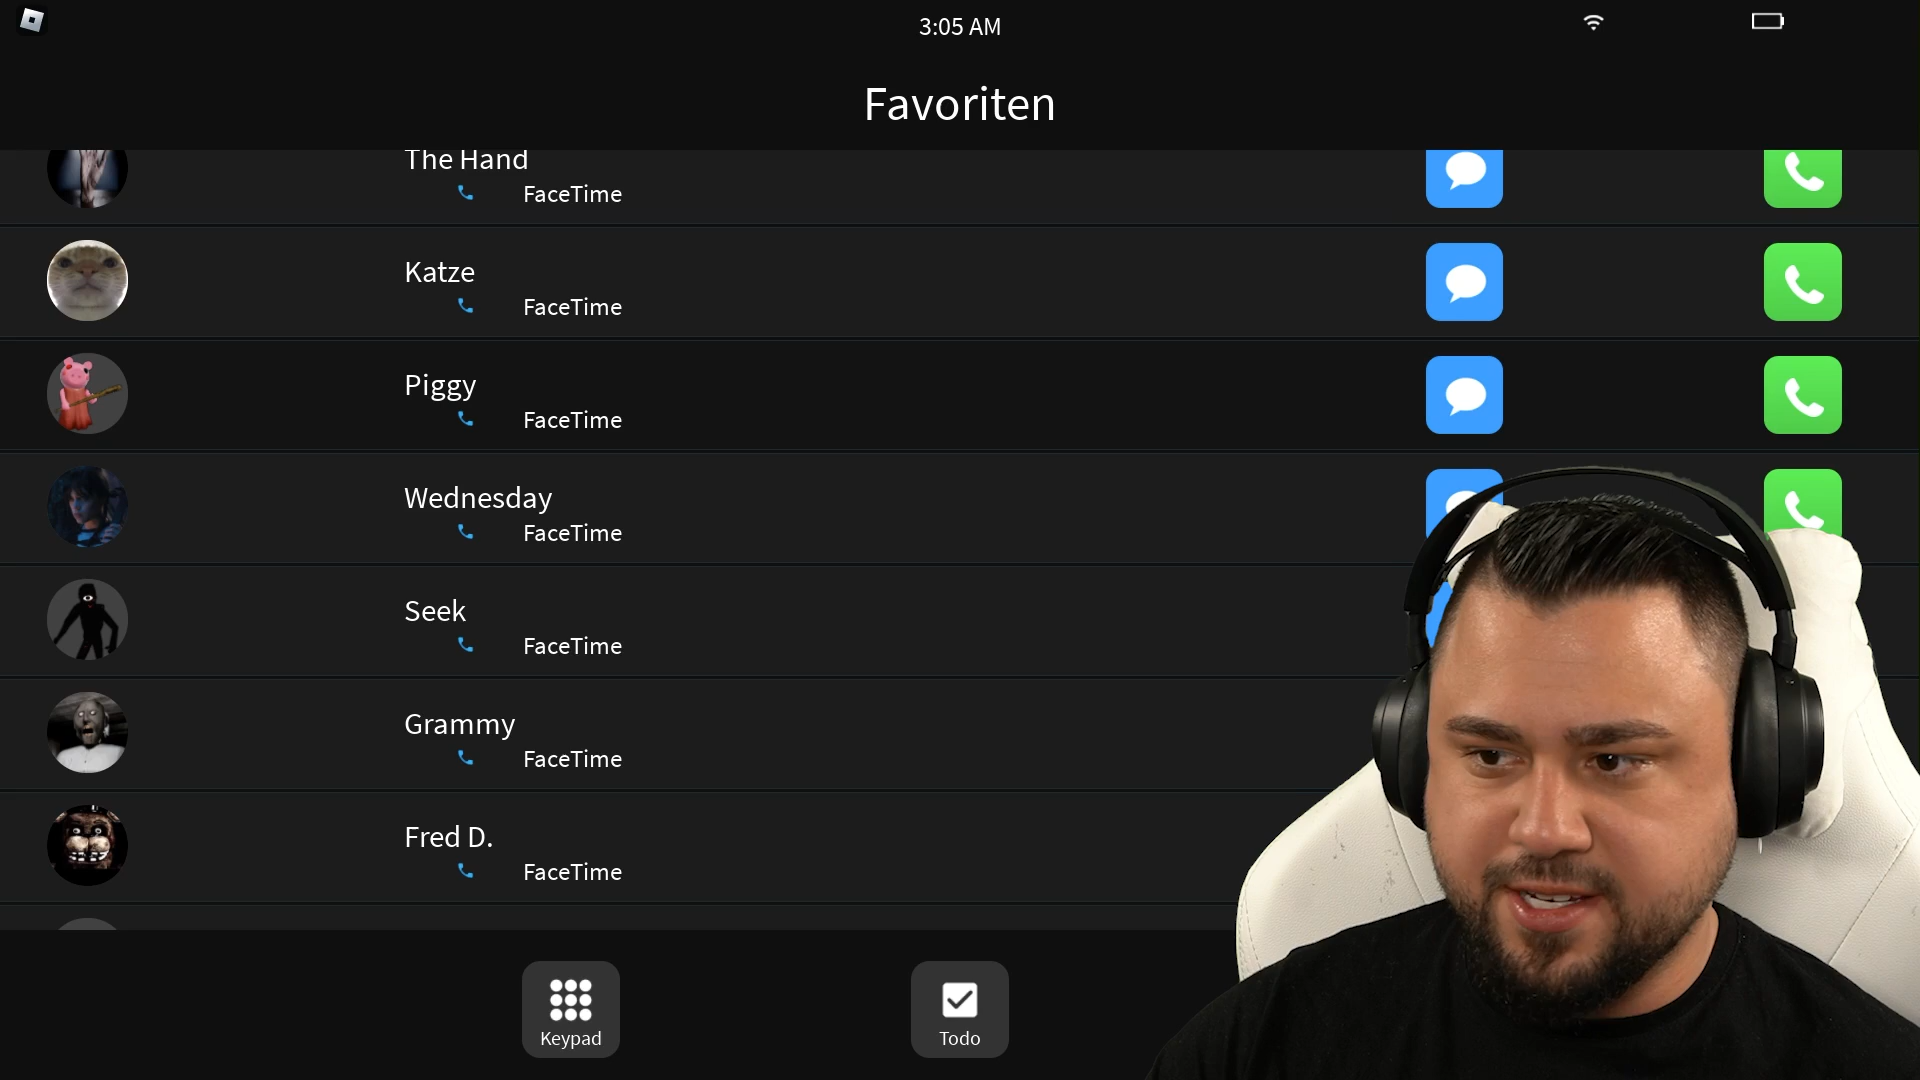 3:05 AM
Favoriten
The Hand
FaceTime
Katze
FaceTime
Piggy
FaceTime
Wednesday
FaceTime
Seek
FaceTime
Grammy
FaceTime
Fred D.
FaceTime
Keypad
Todo